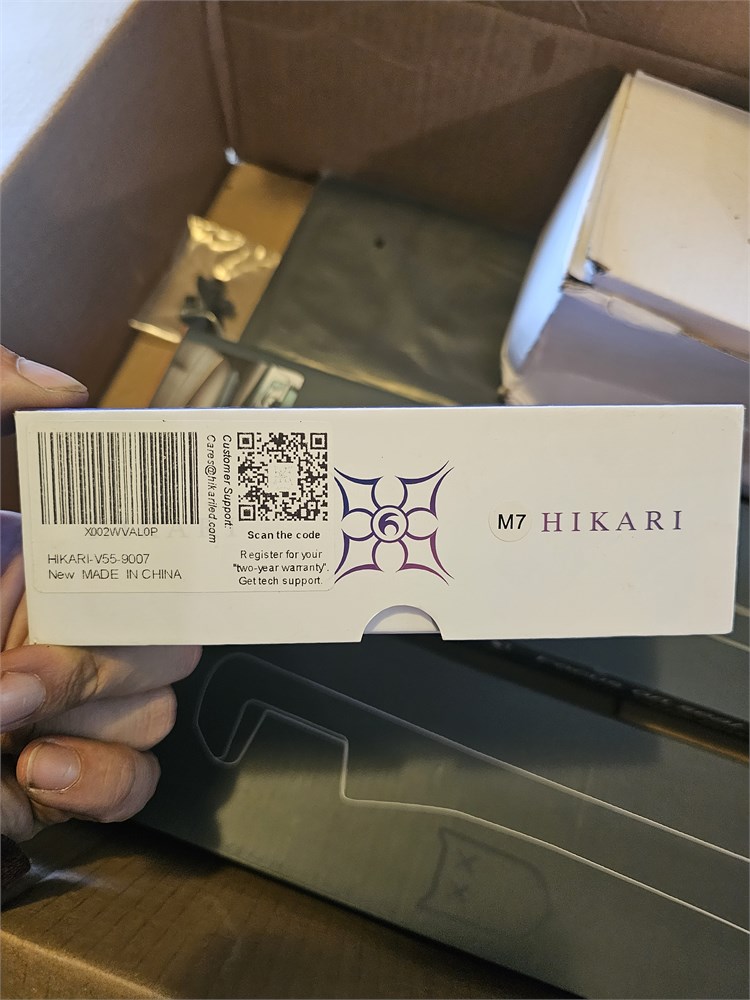 X002WVAL0P
HIKARI-V55-9007
New MADE IN CHINA
Customer Support:
Cares@hikariled.com
Scan the code
Register for your
"two-year warranty".
Get tech support.
M7
HIKARI